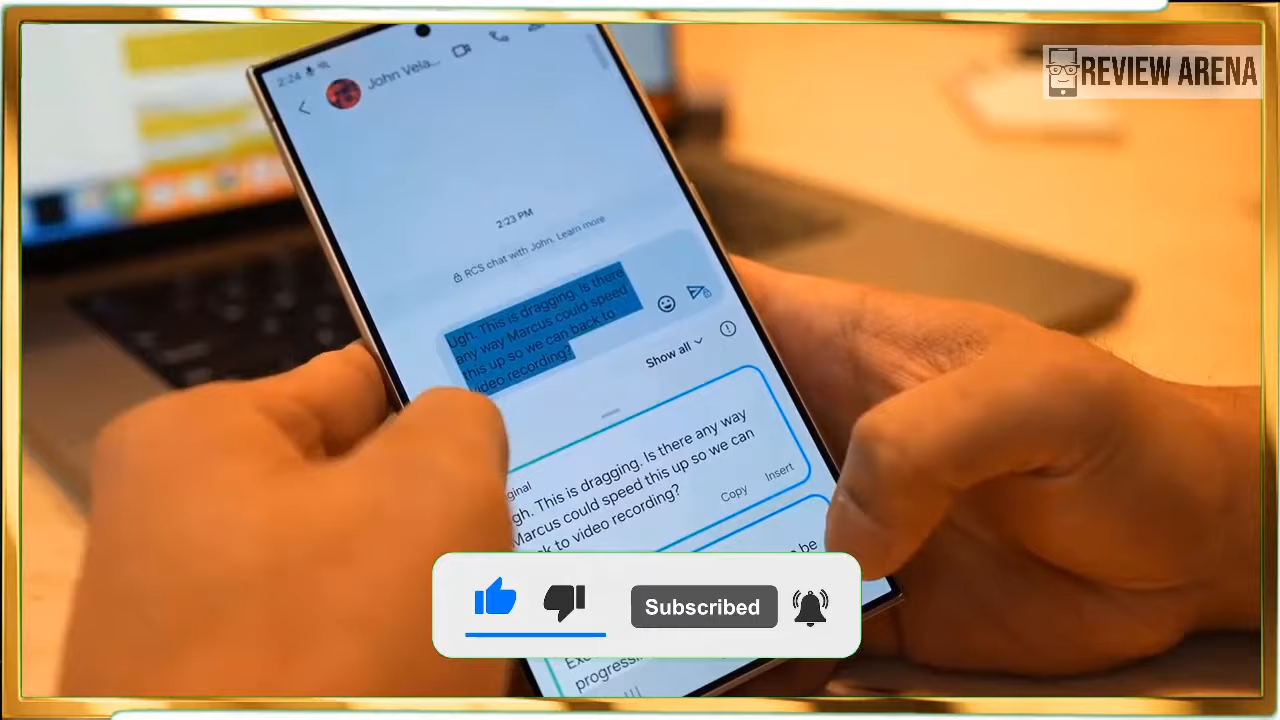 REVIEW ARENA
2:24
John Vela...
2:23 PM
RCS chat with John. Learn more
Ugh. This is dragging. Is there
any way Marcus could speed
this up so we can back to
video recording?
Show all
ginal
gh. This is dragging. Is there any way
Marcus could speed this up so we can
ck to video recording?
Copy
Insert
be
Subscribed